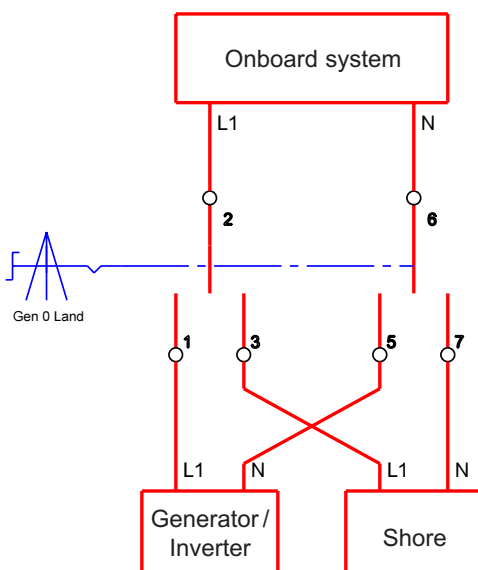 Onboard system
L1 N
2 6
Gen 0 Land
1 3 5 7
L1 N L1 N
Generator /
Inverter
Shore